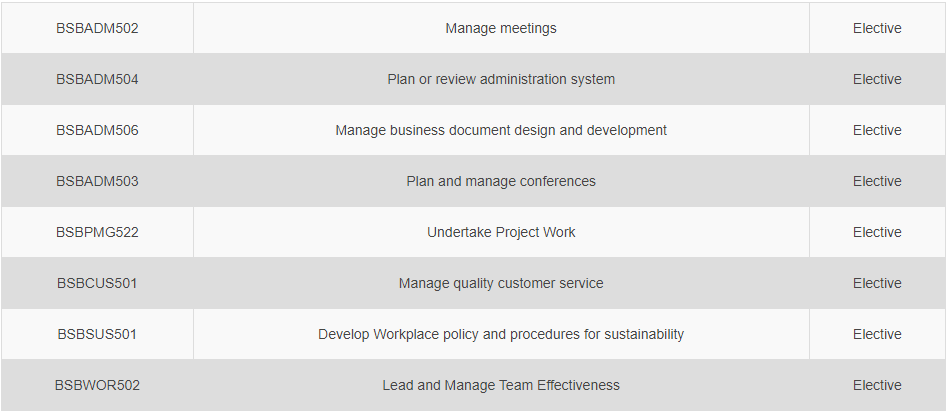 BSBADM502 Manage meetings Elective
BSBADM504 Plan or review administration system Elective
BSBADM506 Manage business document design and development Elective
BSBADM503 Plan and manage conferences Elective
BSBPMG522 Undertake Project Work Elective
BSBCUS501 Manage quality customer service Elective
BSBSUS501 Develop Workplace policy and procedures for sustainability Elective
BSBWOR502 Lead and Manage Team Effectiveness Elective